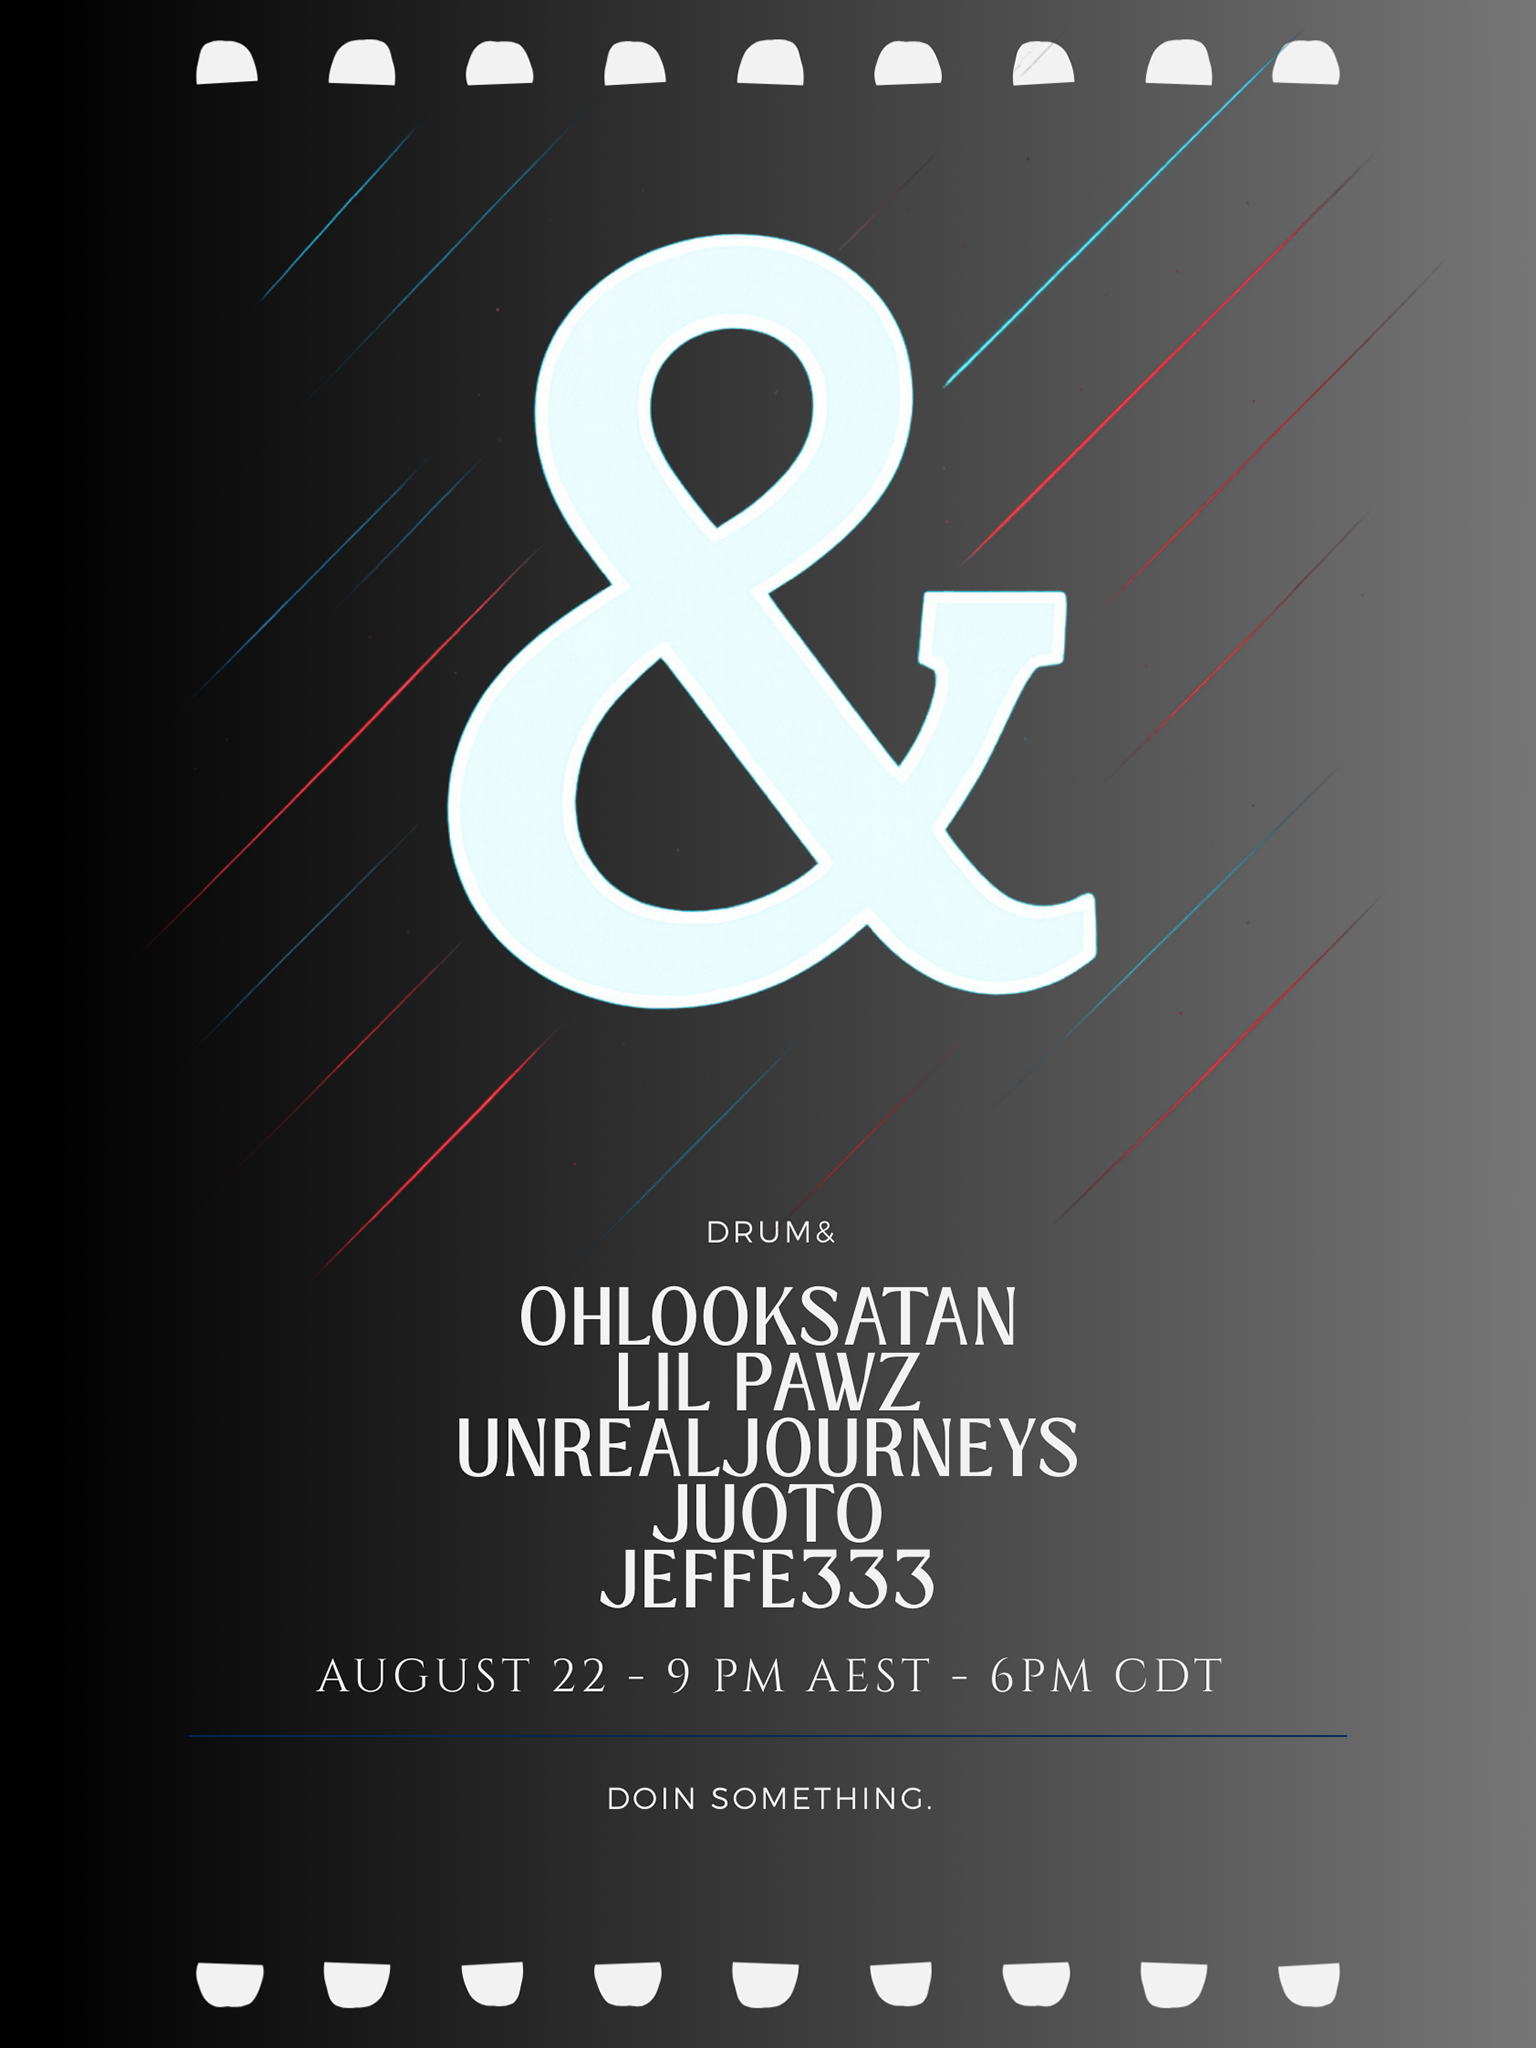 &
DRUM&
OHLOOKSATAN
LIL PAWZ
UNREALJOURNEYS
JUOTO
JEFFE333
AUGUST 22 - 9 PM AEST - 6PM CDT
DOIN SOMETHING.